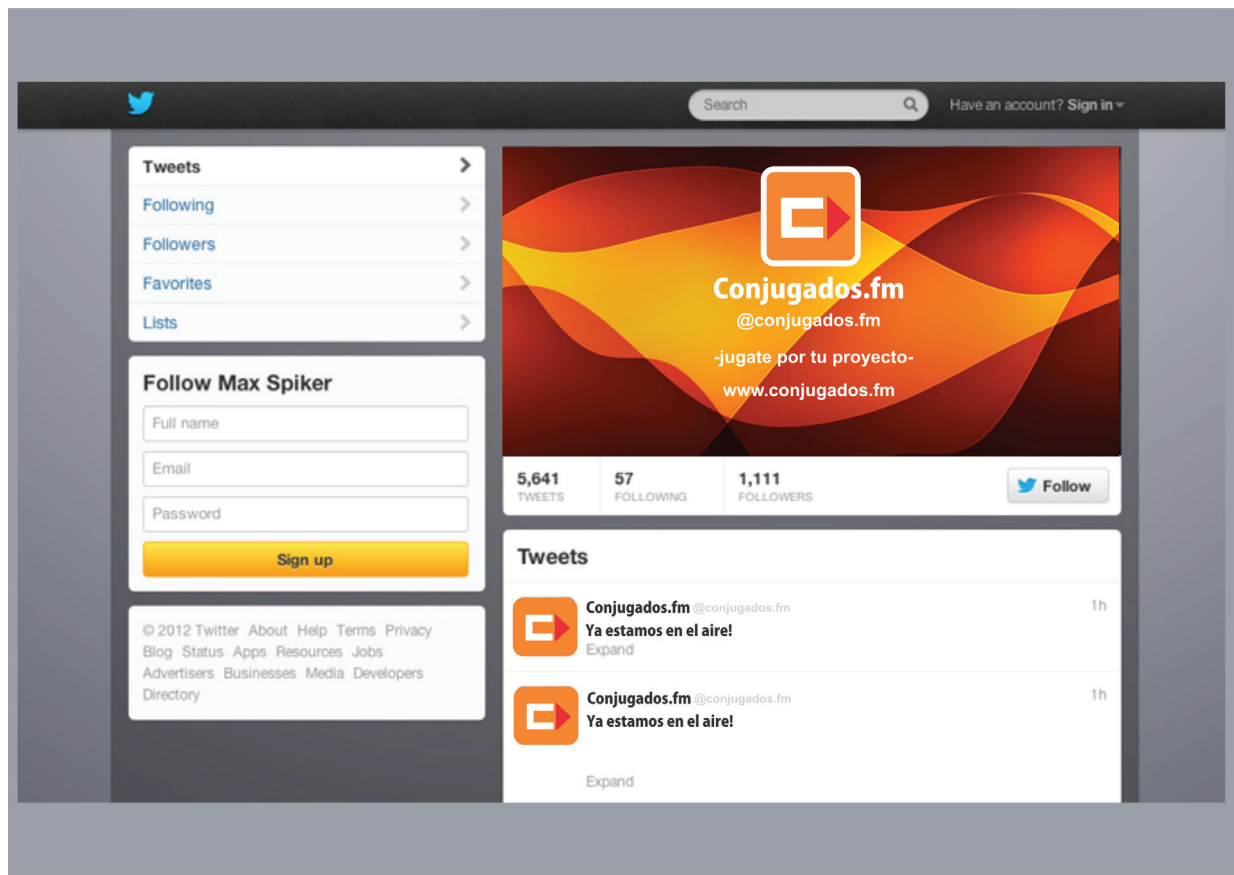 Search
Have an account? Sign in
Tweets
Following
Followers
Favorites
Lists
Follow Max Spiker
Full name
Email
Password
Sign up
© 2012 Twitter About Help Terms Privacy
Blog Status Apps Resources Jobs
Advertisers Businesses Media Developers
Directory
Conjugados.fm
@conjugados.fm
-jugate por tu proyecto-
www.conjugados.fm
5,641 57 1,111
TWEETS FOLLOWING FOLLOWERS
Follow
Tweets
Conjugados.fm @conjugados.fm 1h
Ya estamos en el aire!
Expand
Conjugados.fm @conjugados.fm 1h
Ya estamos en el aire!
Expand